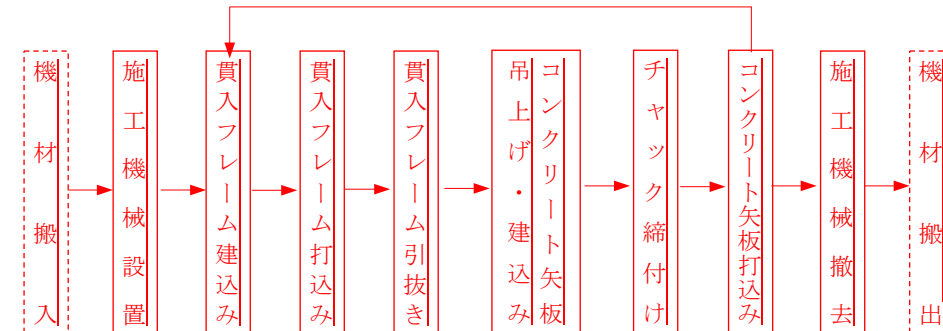 機材搬入
施工機械設置
貫入フレーム建込み
貫入フレーム打込み
貫入フレーム引抜き
コンクリート矢板
吊上げ・建込み
チャック締付け
コンクリート矢板打込み
施工機械撤去
機材搬出